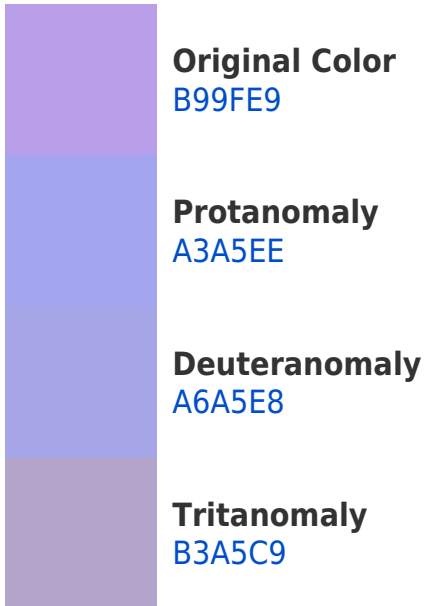 Original Color
B99FE9
Protanomaly
A3A5EE
Deuteranomaly
A6A5E8
Tritanomaly
B3A5C9